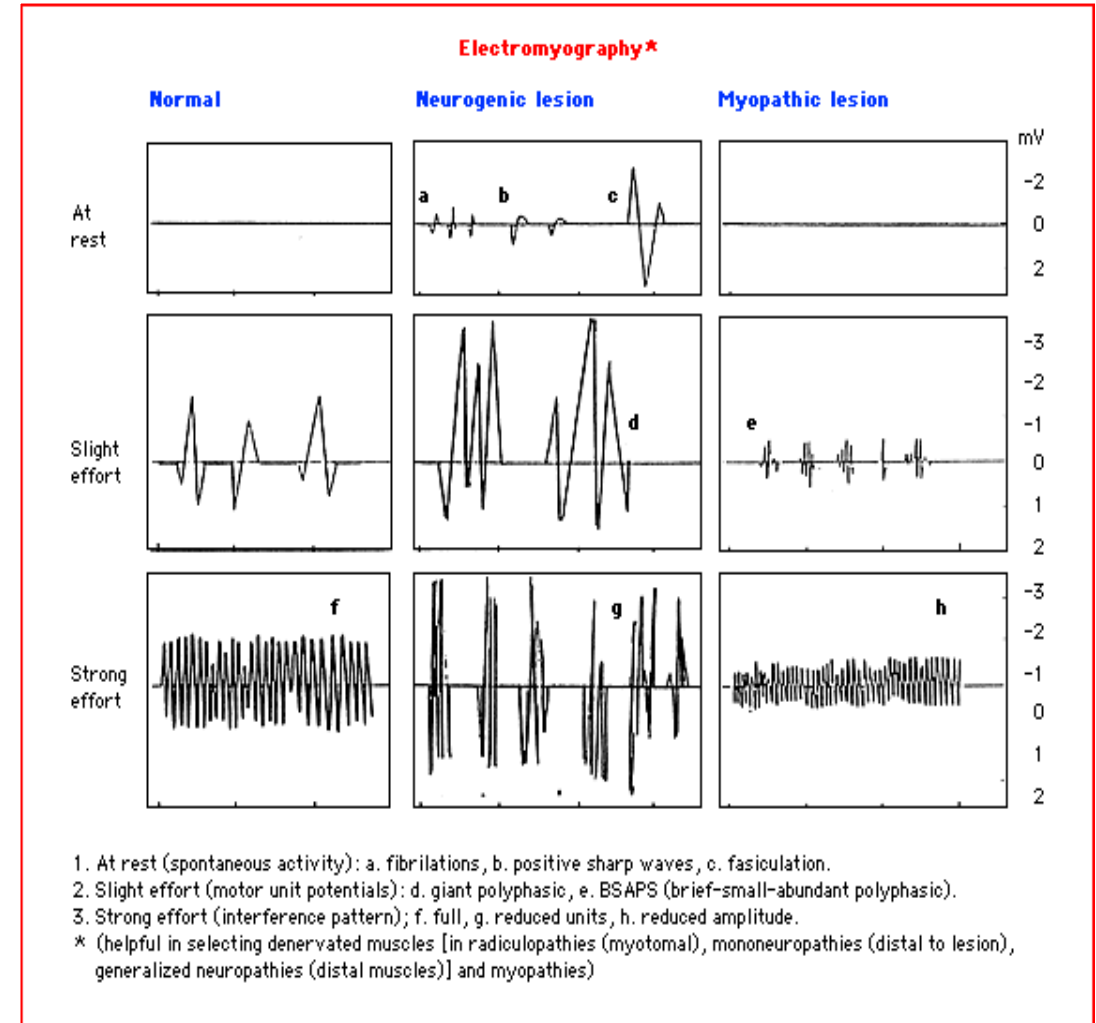 Electromyography*
Normal Neurogenic lesion Myopathic lesion
mV
At rest
a b c
-2
0
2
Slight effort
d
e
-3
-2
-1
0
1
2
Strong effort
f
g
h
-3
-2
-1
0
1
2
1. At rest (spontaneous activity): a. fibrilations, b. positive sharp waves, c. fasiculation.
2. Slight effort (motor unit potentials): d. giant polyphasic, e. BSAPS (brief-small-abundant polyphasic).
3. Strong effort (interference pattern); f. full, g. reduced units, h. reduced amplitude.
* (helpful in selecting denervated muscles [in radiculopathies (myotomal), mononeuropathies (distal to lesion),
generalized neuropathies (distal muscles)] and myopathies)